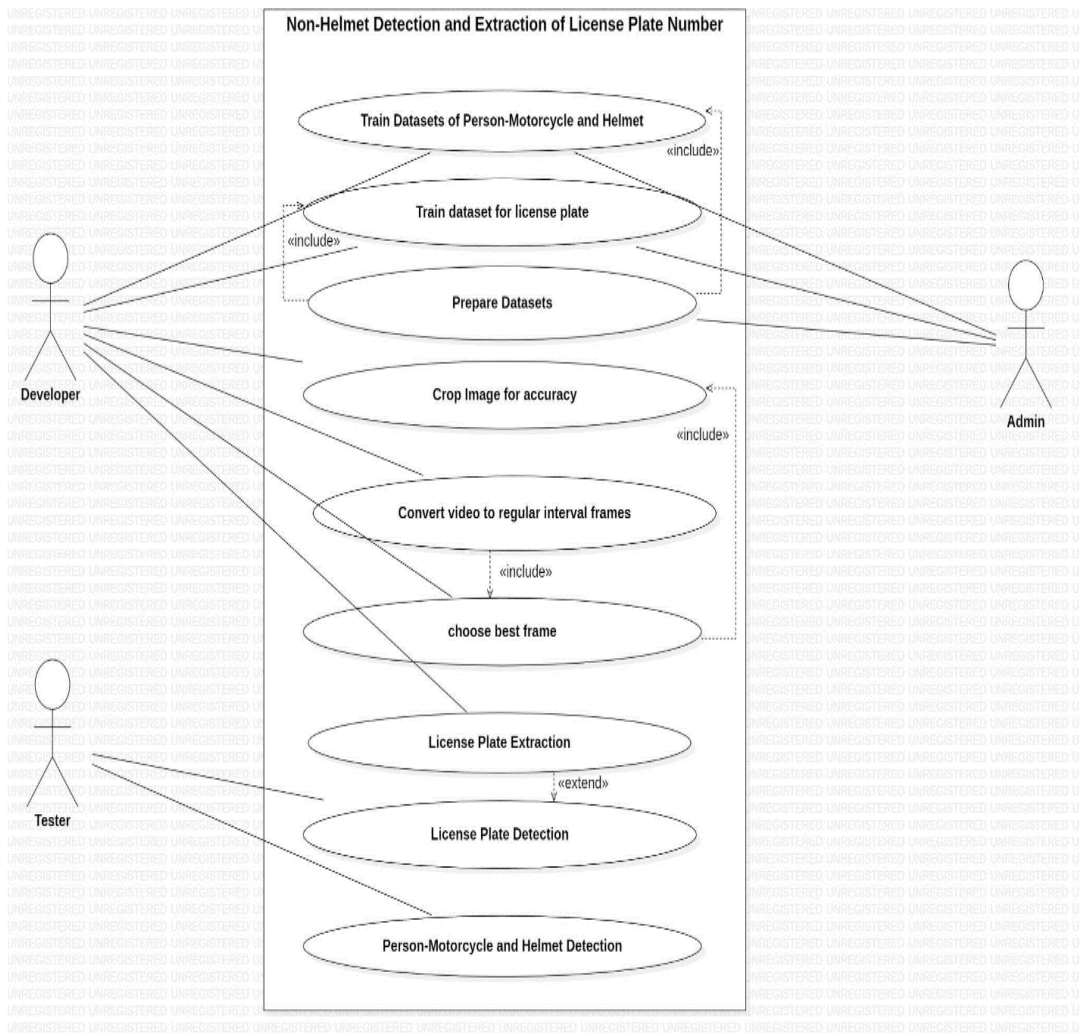 Non-Helmet Detection and Extraction of License Plate Number
Train Datasets of Person-Motorcycle and Helmet
«include»
Train dataset for license plate
«include»
Prepare Datasets
Developer
Crop Image for accuracy
Admin
«include»
Convert video to regular interval frames
«include»
choose best frame
License Plate Extraction
«extend»
Tester
License Plate Detection
Person-Motorcycle and Helmet Detection
UNREGISTERED